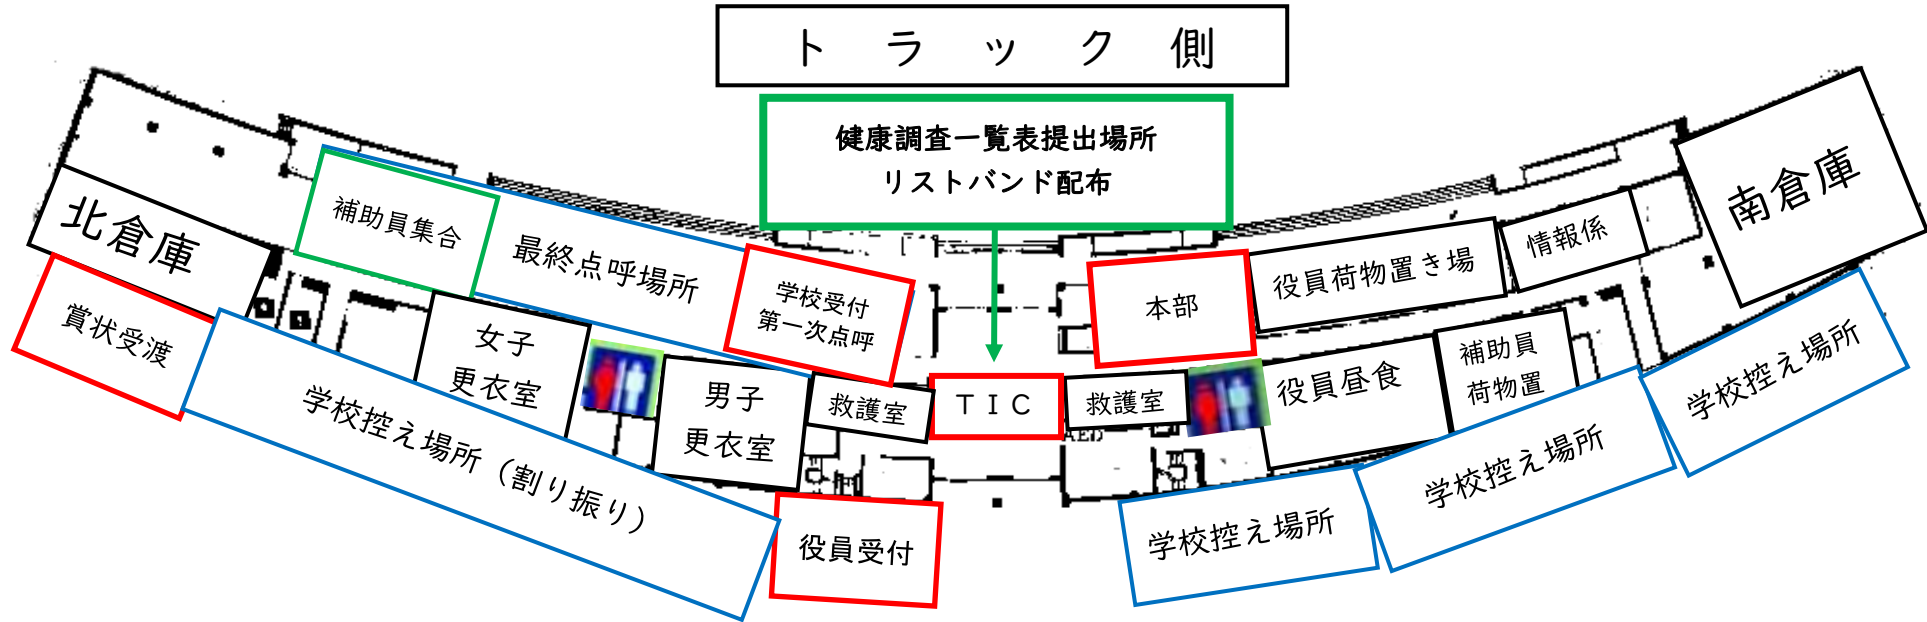 トラック側
健康調査一覧表提出場所
リストバンド配布
北倉庫
補助員集合
最終点呼場所
学校受付
第一次点呼
本部
役員荷物置き場
情報係
南倉庫
賞状受渡
女子
更衣室
男子
更衣室
救護室
TIC
救護室
AED
役員昼食
補助員
荷物置
学校控え場所
学校控え場所（割り振り）
役員受付
学校控え場所
学校控え場所